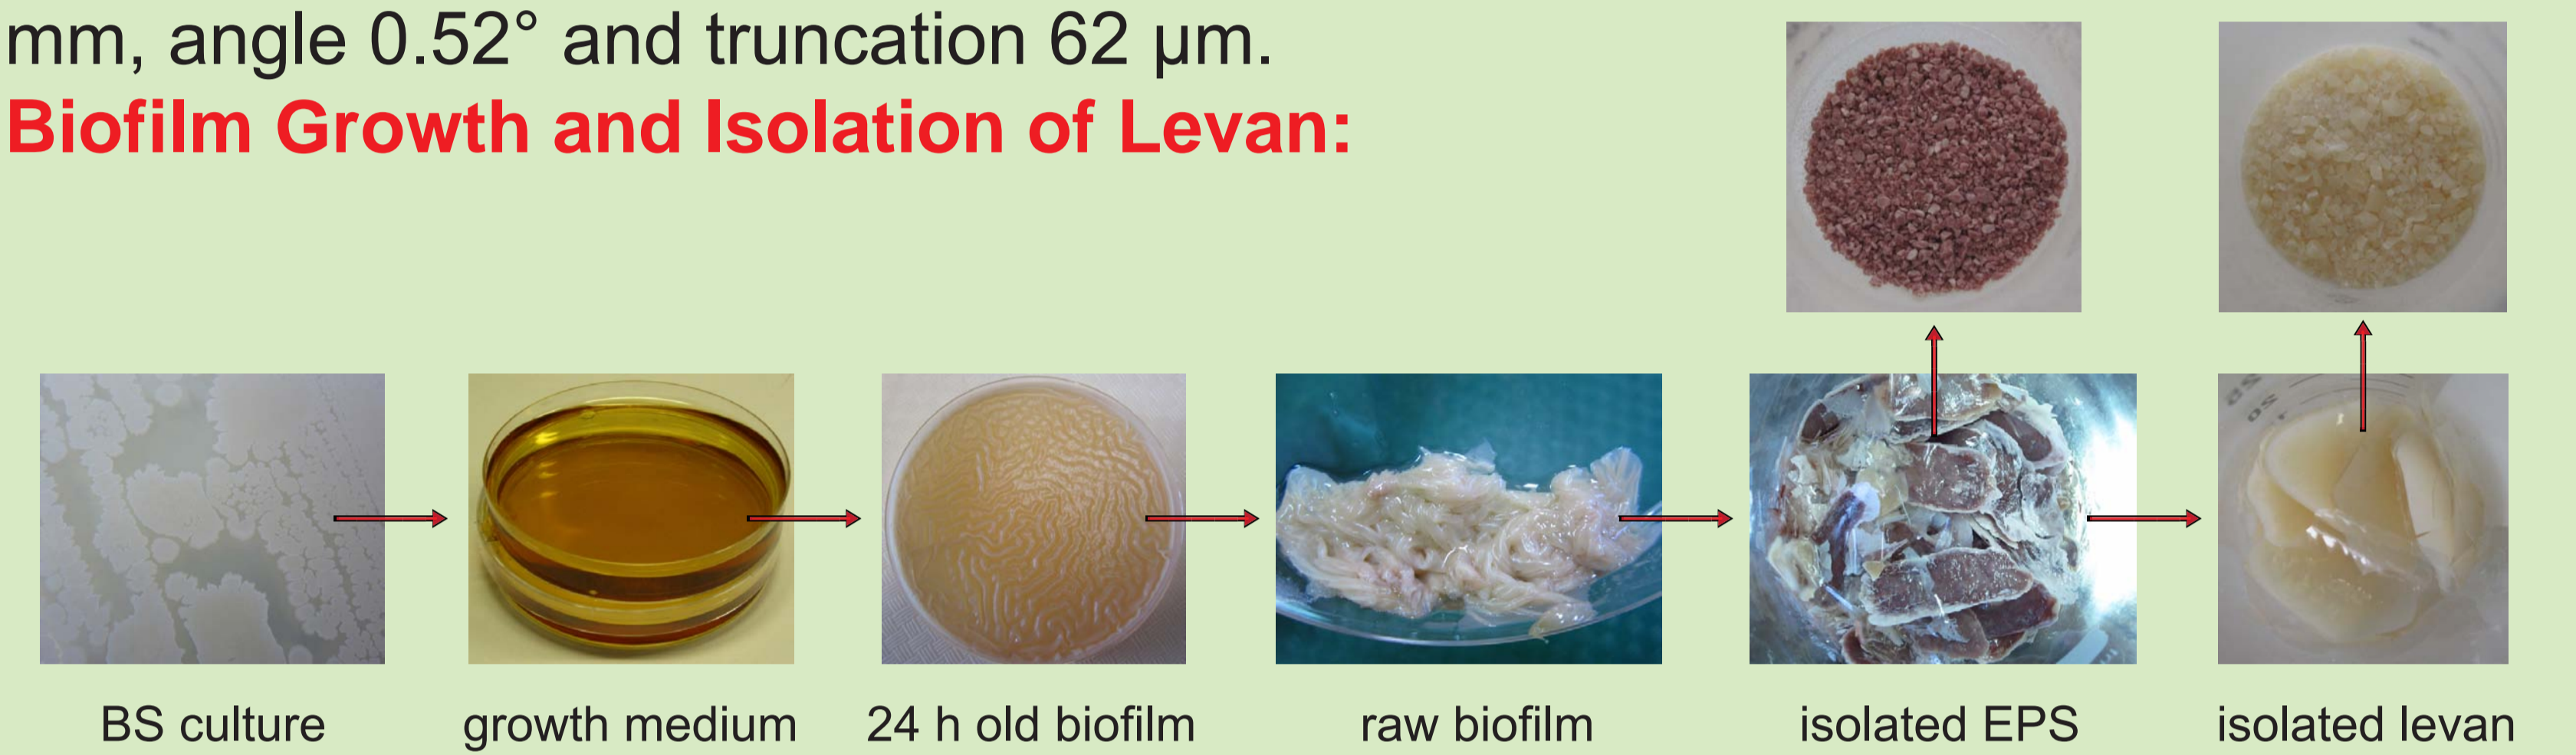 mm, angle 0.52° and truncation 62 µm.
Biofilm Growth and Isolation of Levan:
BS culture
growth medium
24 h old biofilm
raw biofilm
isolated EPS
isolated levan